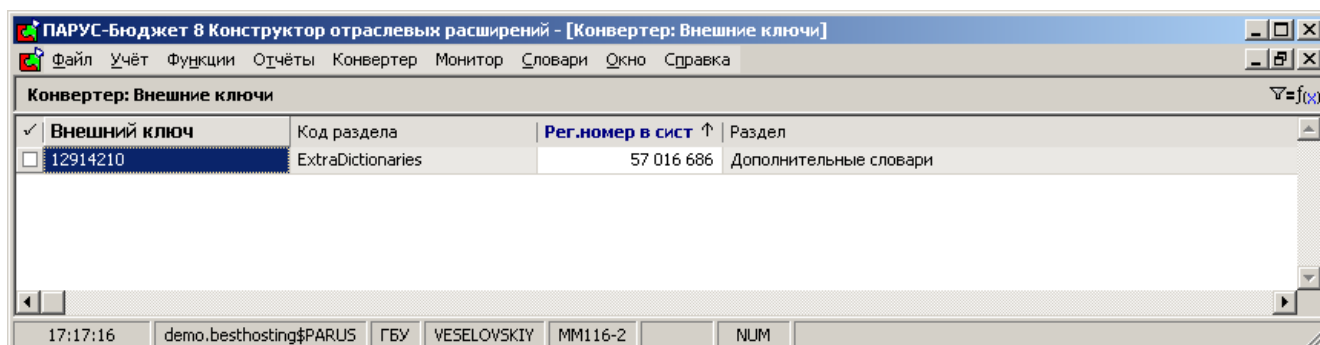 ПАРУС-Бюджет 8 Конструктор отраслевых расширений - [Конвертер: Внешние ключи]
Файл Учёт Функции Отчёты Конвертер Монитор Словари Окно Справка
Конвертер: Внешние ключи
Внешний ключ Код раздела Рег.номер в сист Раздел
12914210 ExtraDictionaries 57 016 686 Дополнительные словари
17:17:16 demo.besthosting$PARUS ГБУ VESELOVSKIY MM116-2 NUM